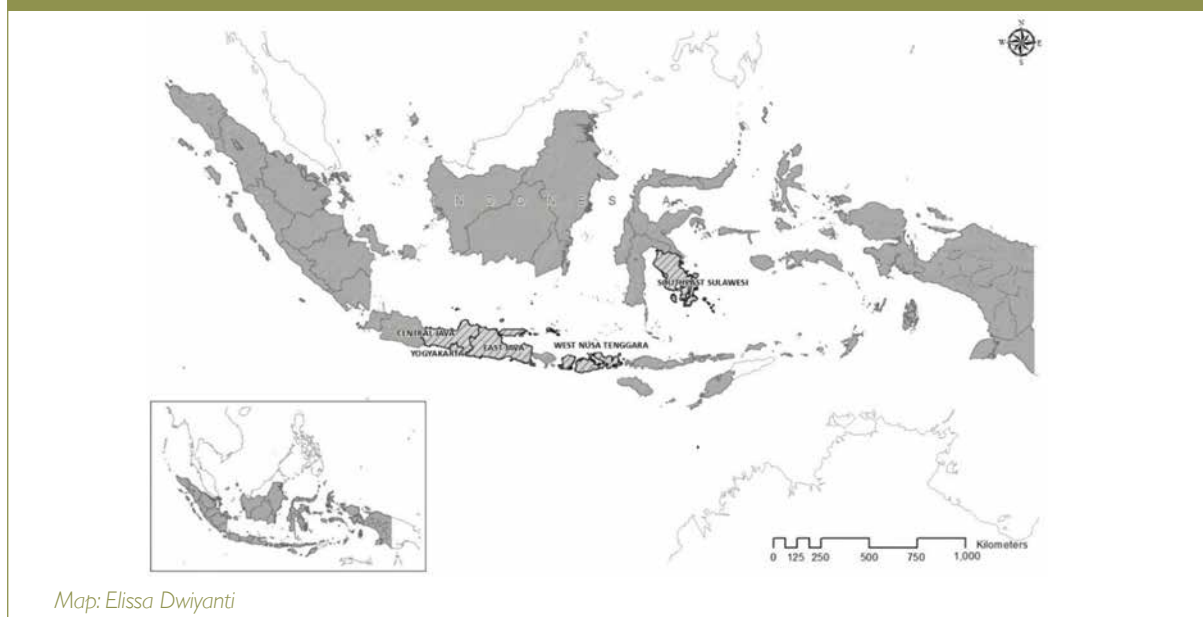 N
W E
S
I N D O N E S I A
SOUTHEAST SULAWESI
CENTRAL JAVA
WEST NUSA TENGGARA
EAST JAVA
YOGYAKARTA
Kilometers
0 125 250 500 750 1,000
Map: Elissa Dwiyanti